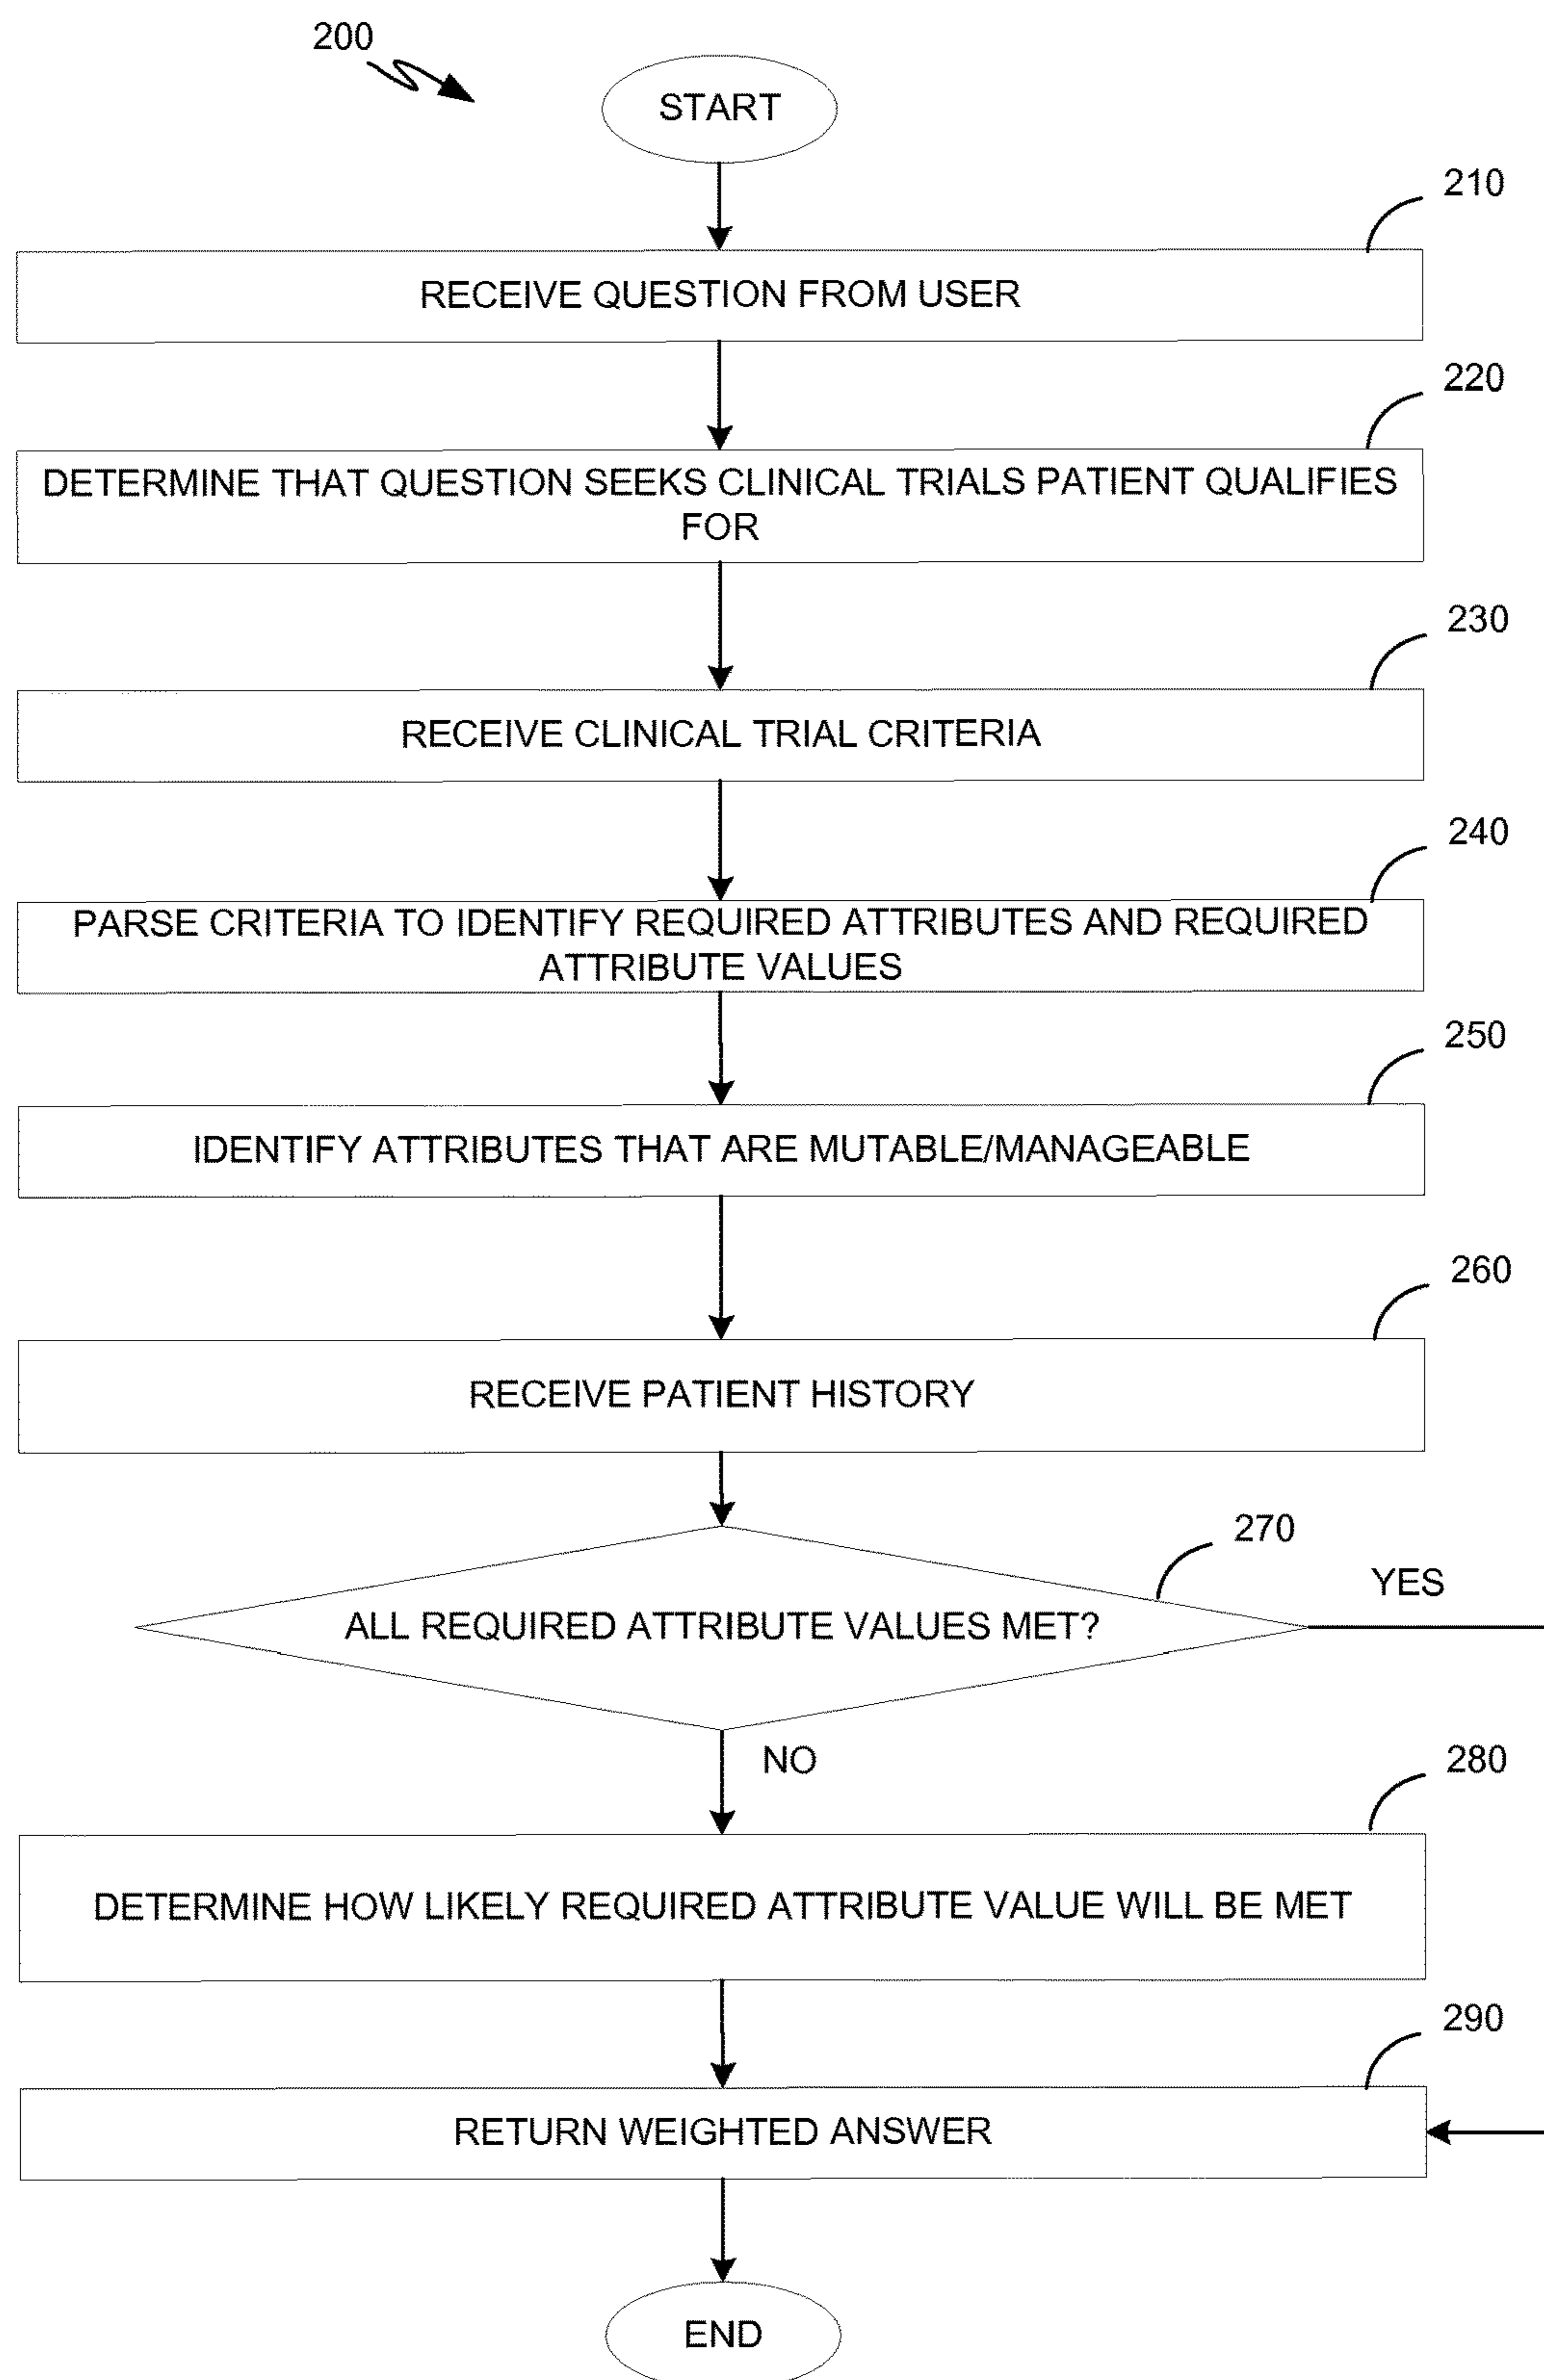 200
START
210
RECEIVE QUESTION FROM USER
220
DETERMINE THAT QUESTION SEEKS CLINICAL TRIALS PATIENT QUALIFIES
FOR
230
RECEIVE CLINICAL TRIAL CRITERIA
240
PARSE CRITERIA TO IDENTIFY REQUIRED ATTRIBUTES AND REQUIRED
ATTRIBUTE VALUES
250
IDENTIFY ATTRIBUTES THAT ARE MUTABLE/MANAGEABLE
260
RECEIVE PATIENT HISTORY
270
YES
ALL REQUIRED ATTRIBUTE VALUES MET?
NO
280
DETERMINE HOW LIKELY REQUIRED ATTRIBUTE VALUE WILL BE MET
290
RETURN WEIGHTED ANSWER
END